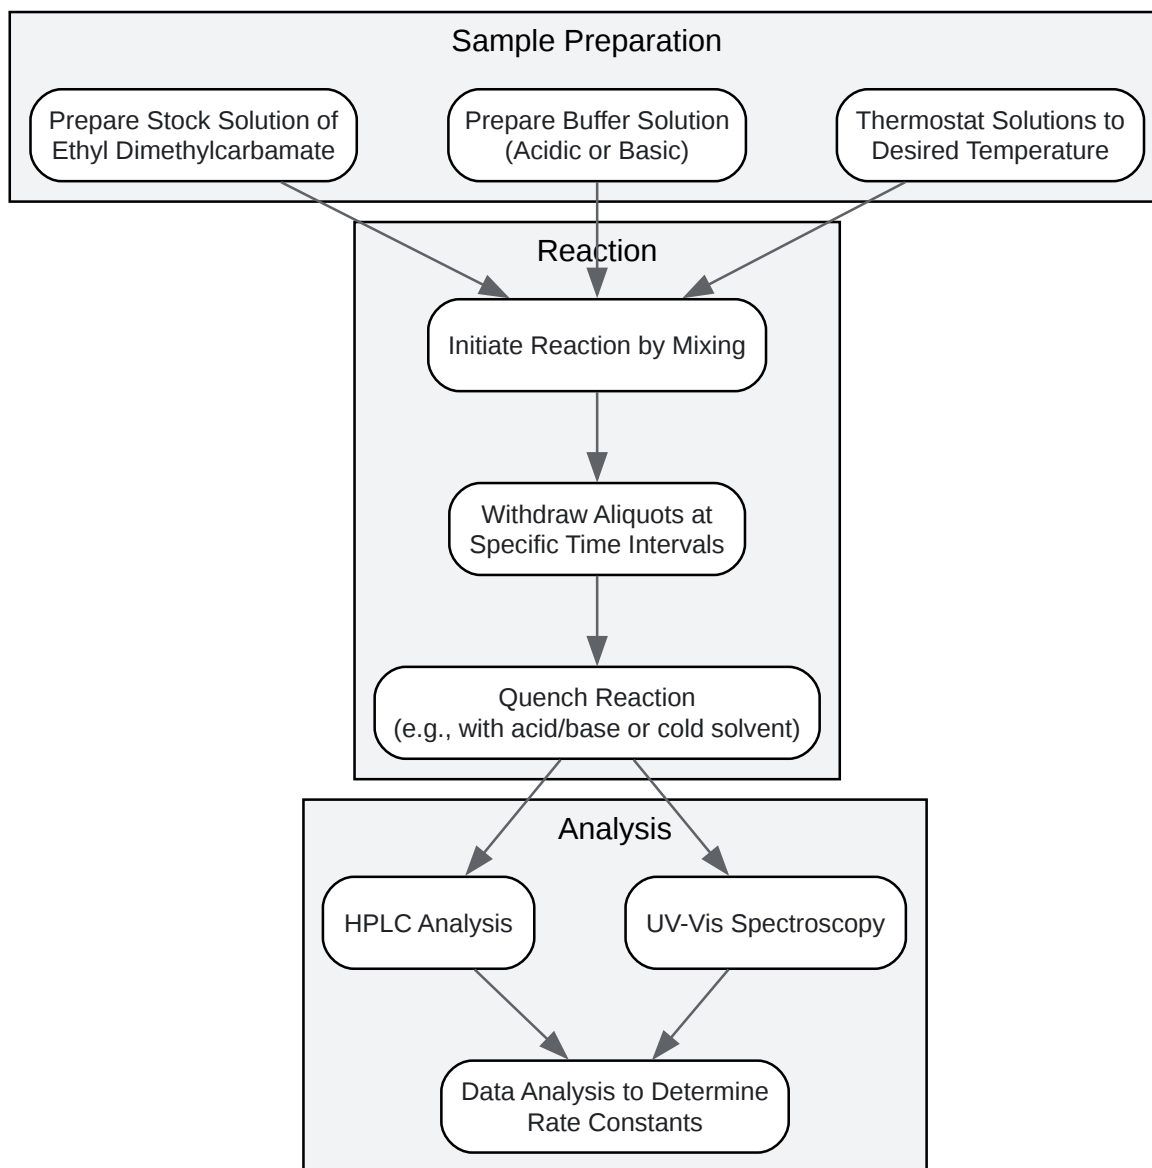 Sample Preparation
Prepare Stock Solution of
Ethyl Dimethylcarbamate
Prepare Buffer Solution
(Acidic or Basic)
Thermostat Solutions to
Desired Temperature
Reaction
Initiate Reaction by Mixing
Withdraw Aliquots at
Specific Time Intervals
Quench Reaction
(e.g., with acid/base or cold solvent)
Analysis
HPLC Analysis
UV-Vis Spectroscopy
Data Analysis to Determine
Rate Constants